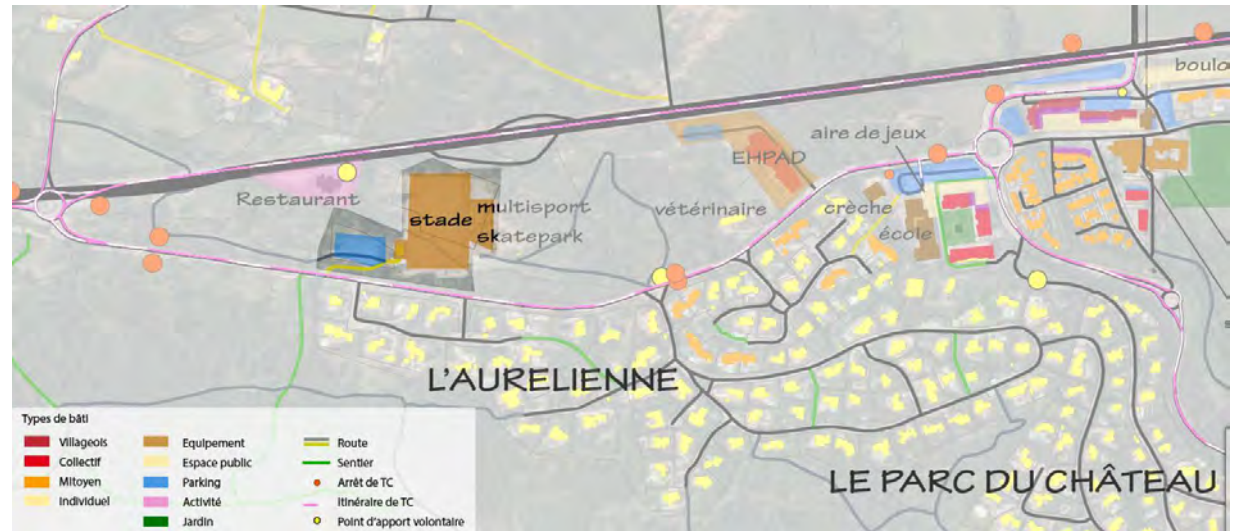 boulo
aire de jeux
EHPAD
Restaurant
stade
multisport
skatepark
vétérinaire
crèche
école
L'AURELIENNE
LE PARC DU CHÂTEAU
Types de bâti
Villageois
Collectif
Mitoyen
Individuel
Equipement
Espace public
Parking
Activité
Jardin
Route
Sentier
Arrêt de TC
Itinéraire de TC
Point d'apport volontaire
s